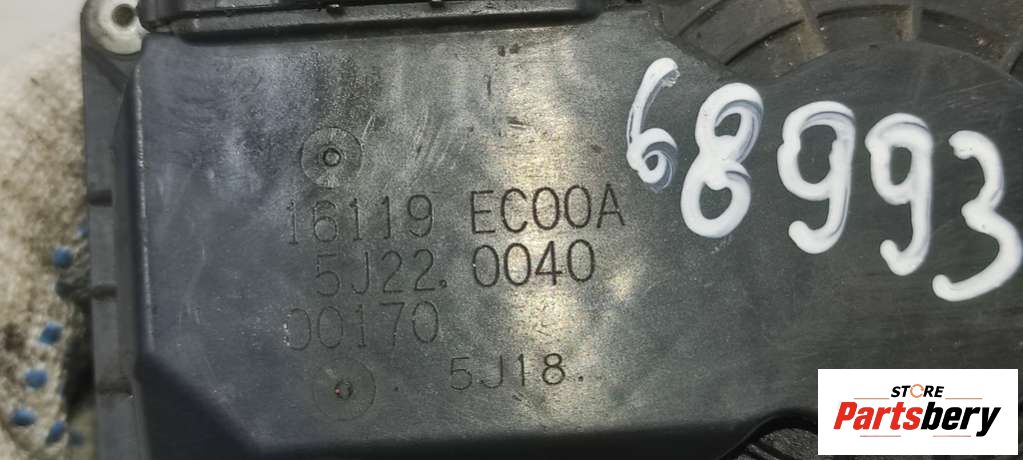 68993
16119 EC00A
5J22. 0040
00170
5J18.
STORE
Partsbery